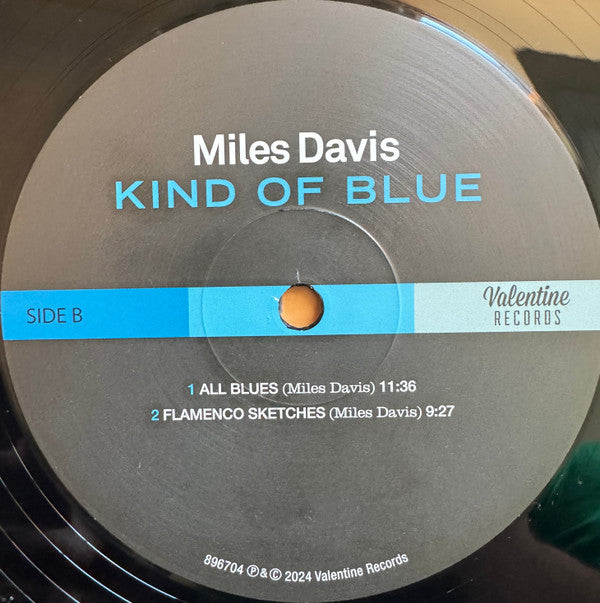 Miles Davis
KIND OF BLUE
SIDE B
Valentine
RECORDS
1 ALL BLUES (Miles Davis) 11:36
2 FLAMENCO SKETCHES (Miles Davis) 9:27
896704 ℗ & © 2024 Valentine Records